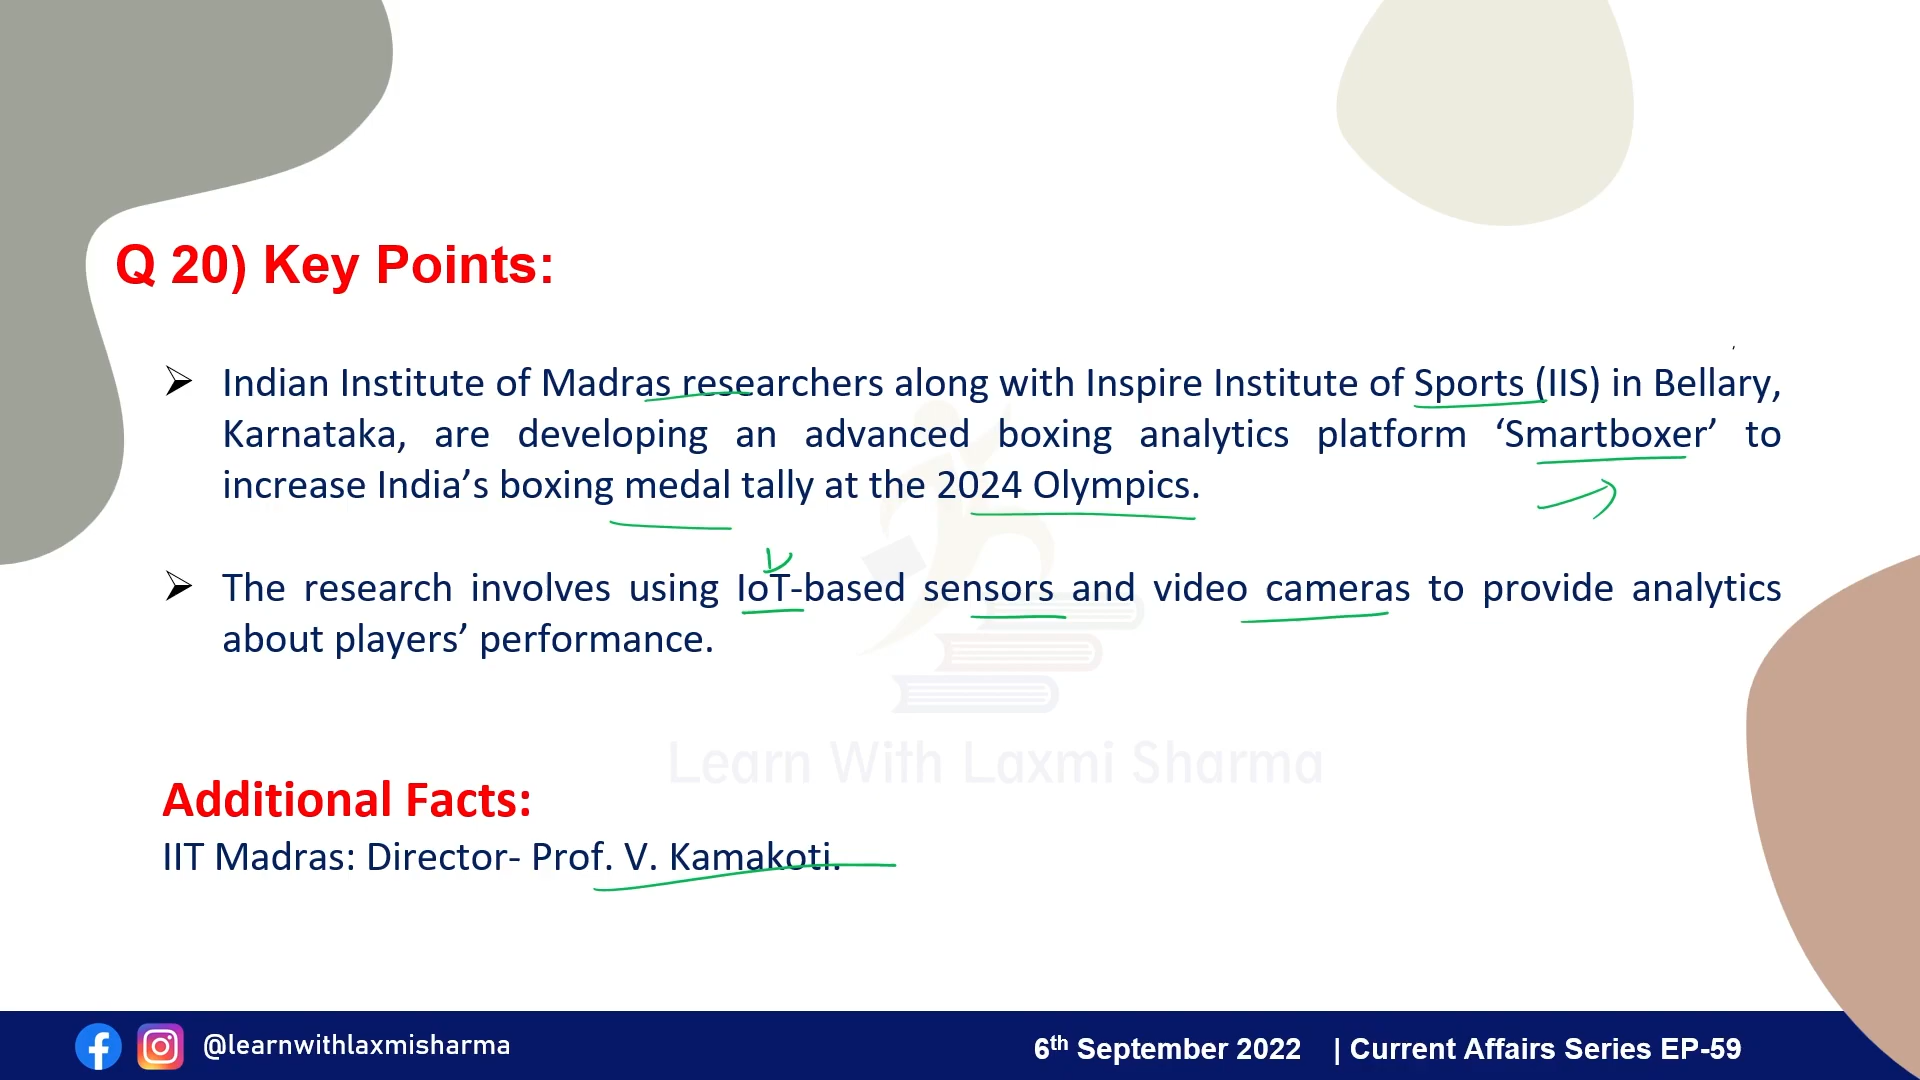 Q 20) Key Points:
➢ Indian Institute of Madras researchers along with Inspire Institute of Sports (IIS) in Bellary,
Karnataka, are developing an advanced boxing analytics platform ‘Smartboxer’ to
increase India’s boxing medal tally at the 2024 Olympics.
➢ The research involves using IoT-based sensors and video cameras to provide analytics
about players’ performance.
Learn With Laxmi Sharma
Additional Facts:
IIT Madras: Director- Prof. V. Kamakoti.
@learnwithlaxmisharma
6th September 2022 | Current Affairs Series EP-59